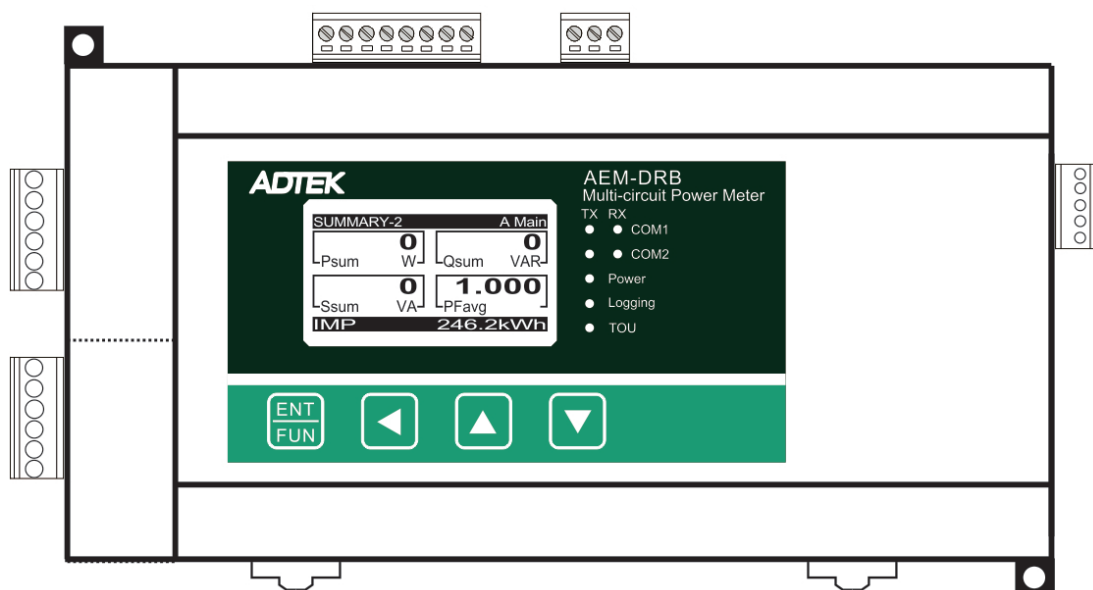 ADTEK
AEM-DRB
Multi-circuit Power Meter
TX RX
COM1
COM2
Power
Logging
TOU
SUMMARY-2 A Main
0 0
Psum W Qsum VAR
0 1.000
Ssum VA PFavg
IMP 246.2kWh
ENT
FUN